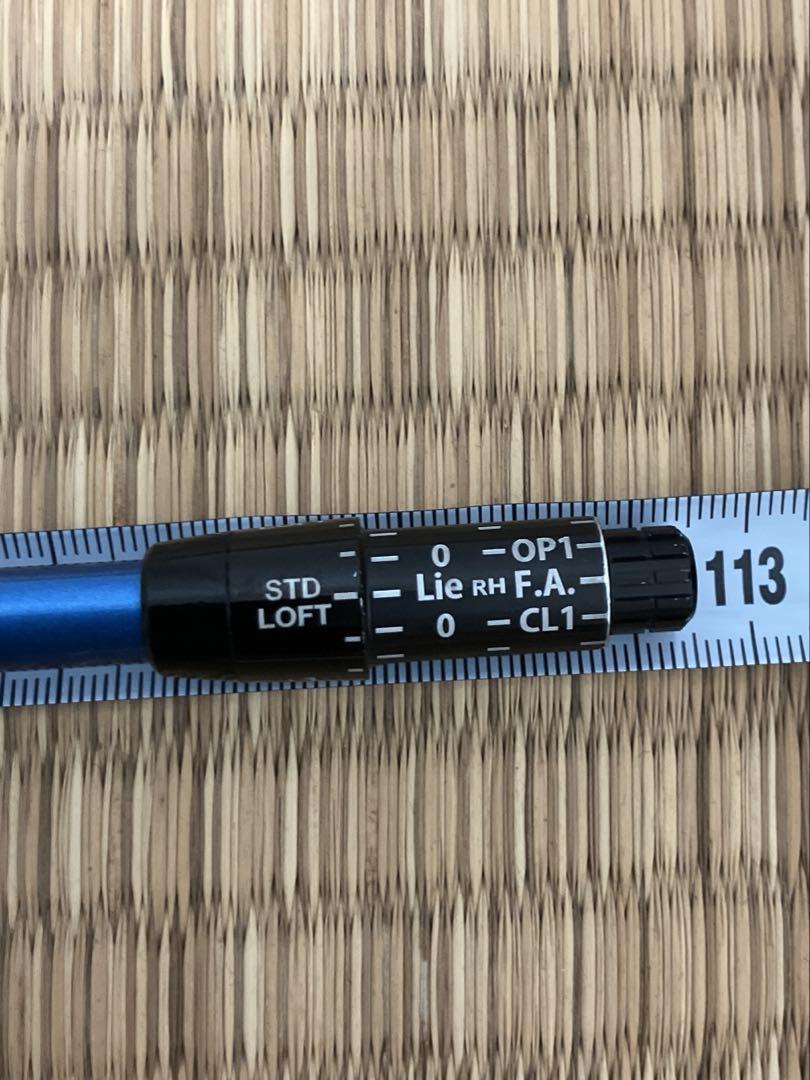 STD
LOFT
0 OP1
Lie RH F.A.
0 CL1
113